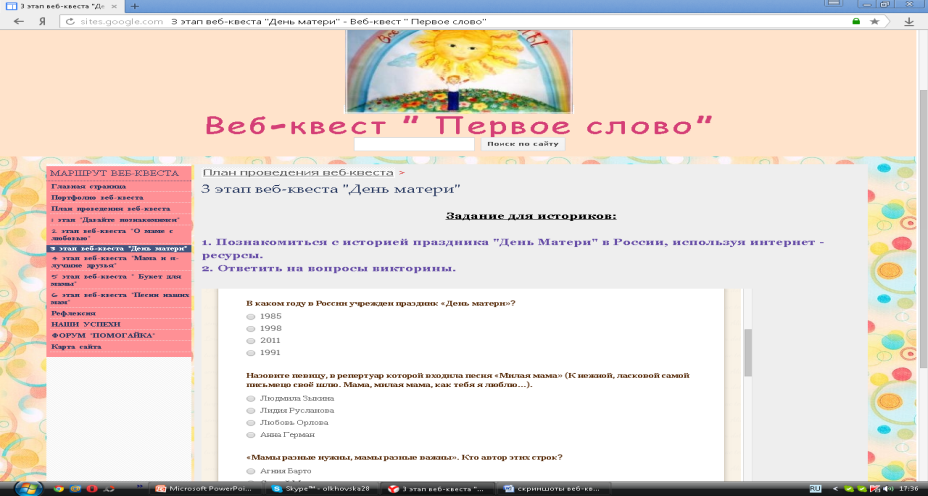 3 этап веб-квеста "Де
Я
sites.google.com 3 этап веб-квеста "День матери" - Веб-квест " Первое слово"
Веб-квест " Первое слово"
Поиск по сайту
МАРШРУТ ВЕБ-КВЕСТА
Главная страница
Портфолио веб-квеста
План проведения веб-квеста
1 этап "Давайте познакомимся"
2 этап веб-квеста "О маме с
любовью"
3 этап веб-квеста "День матери"
4 этап веб-квеста "Мама и я-
лучшие друзья"
5 этап веб-квеста " Букет для
мамы"
6 этап веб-квеста "Песни наших
мам"
Рефлексия
НАШИ УСПЕХИ
ФОРУМ "ПОМОГАЙКА"
Карта сайта
План проведения веб-квеста >
3 этап веб-квеста "День матери"
Задание для историков:
1. Познакомиться с историей праздника "День Матери" в России, используя интернет -
ресурсы.
2. Ответить на вопросы викторины.
В каком году в России учрежден праздник «День матери»?
1985
1998
2011
1991
Назовите певицу, в репертуар которой входила песня «Милая мама» (К нежной, ласковой самой
письмецо своё шлю. Мама, милая мама, как тебя я люблю...).
Людмила Зыкина
Лидия Русланова
Любовь Орлова
Анна Герман
«Мамы разные нужны, мамы разные важны». Кто автор этих строк?
Агния Барто
Microsoft PowerPoi...
Skype™ - olkhovska28
3 этап веб-квеста "...
скриншоты веб-кв...
RU
17:36